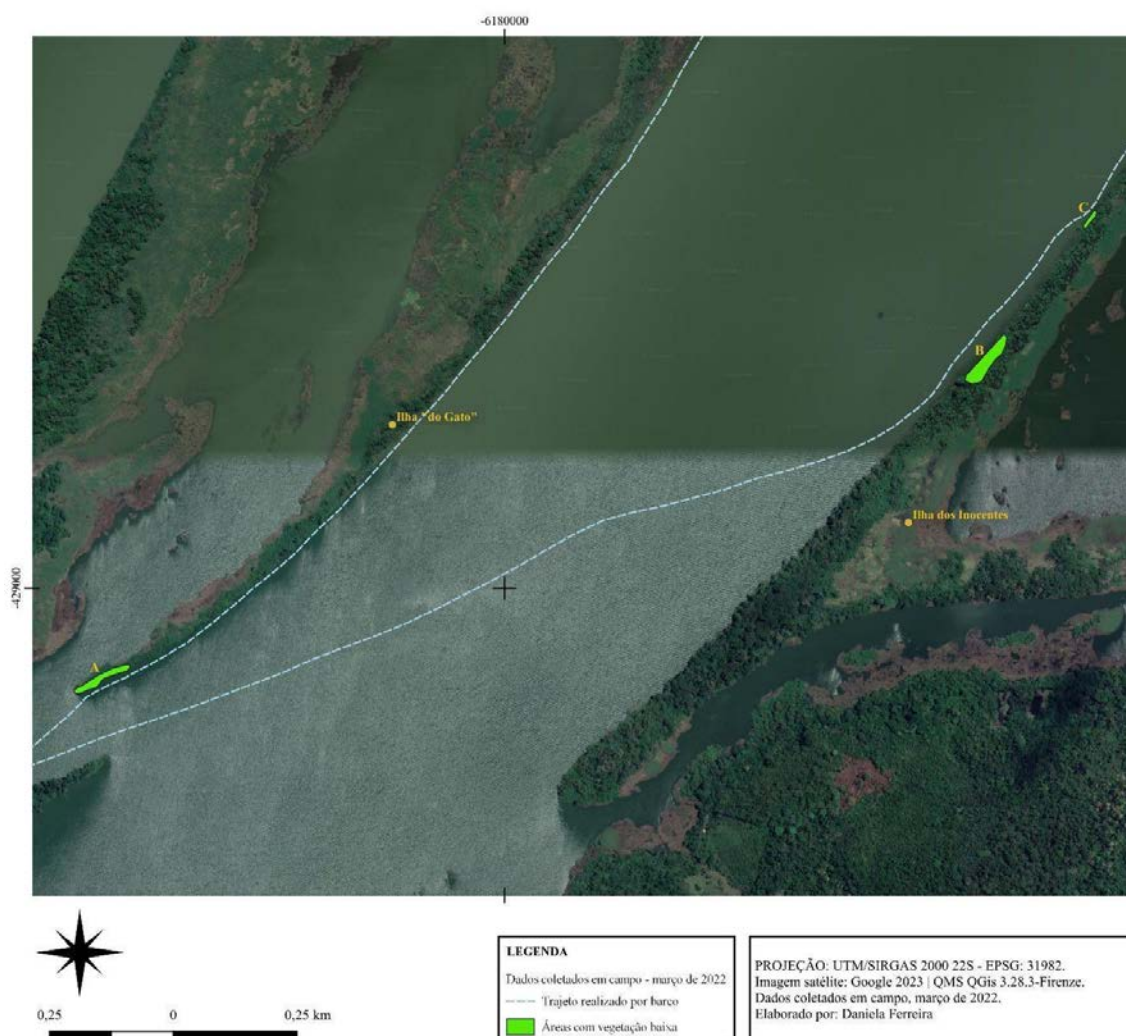 -6180000
C
B
Ilha "do Gato"
Ilha dos Inocentes
-429000
A
LEGENDA
Dados coletados em campo - março de 2022
Trajeto realizado por barco
Áreas com vegetação baixa
PROJEÇÃO: UTM/SIRGAS 2000 22S - EPSG: 31982.
Imagem satélite: Google 2023 | QMS QGis 3.28.3-Firenze.
Dados coletados em campo, março de 2022.
Elaborado por: Daniela Ferreira
0,25 0 0,25 km